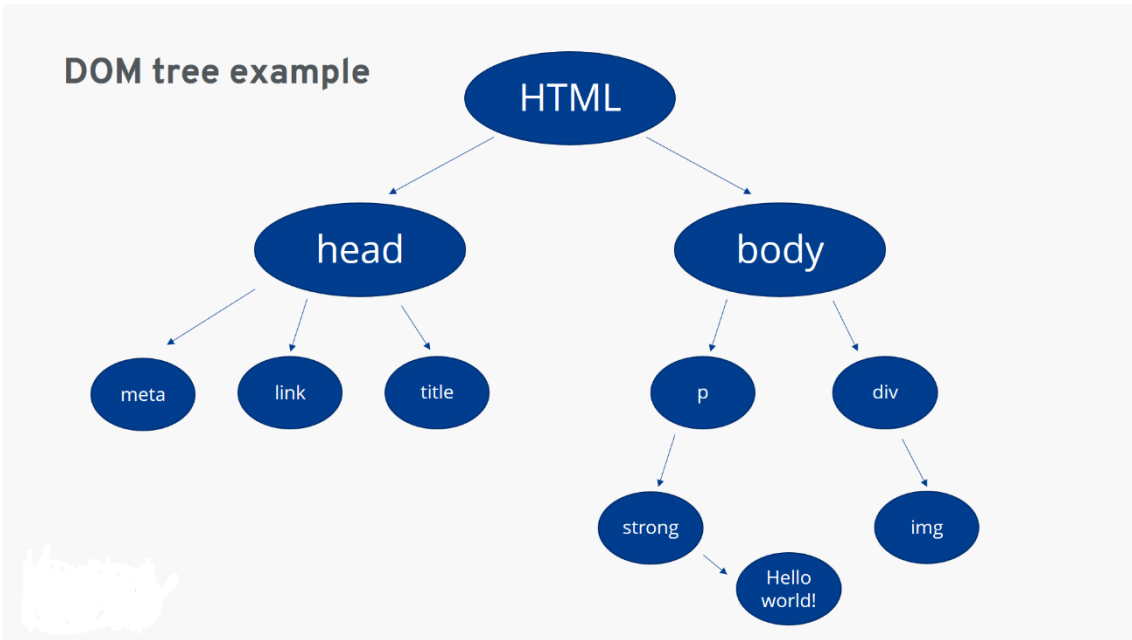 DOM tree example
HTML
head
body
meta
link
title
p
div
strong
img
Hello
world!